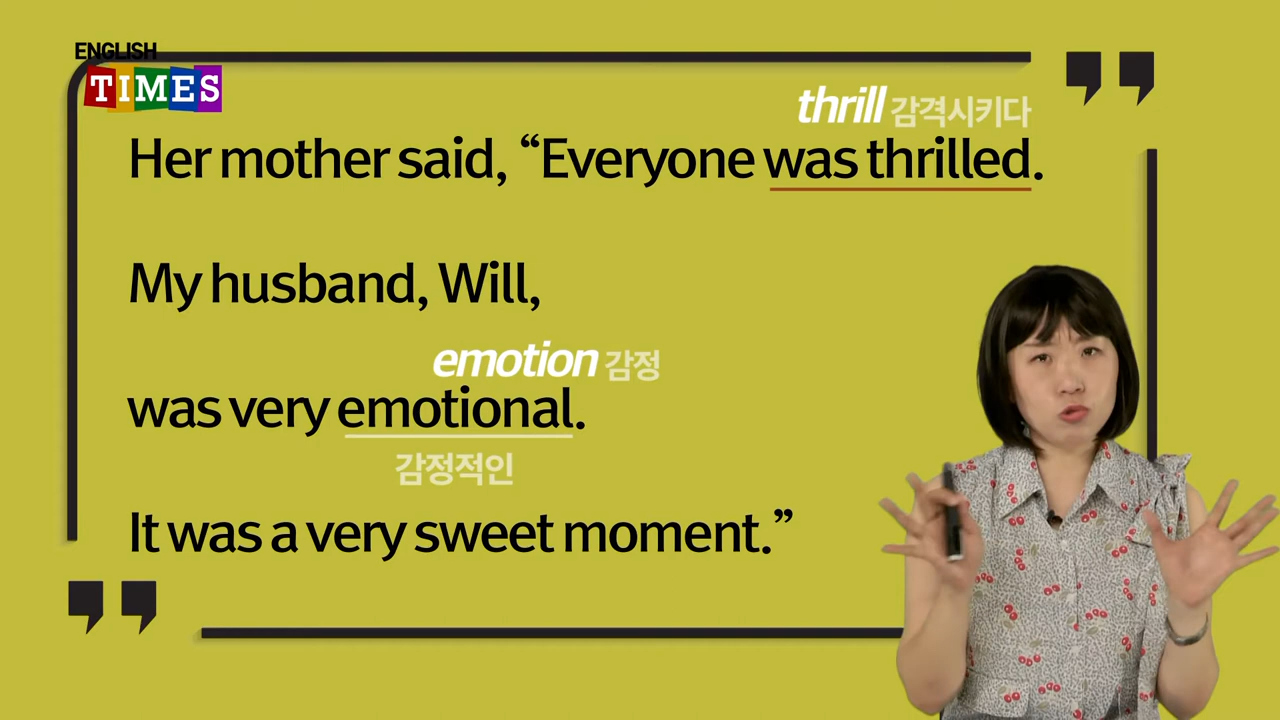 ENGLISH
TIMES
thrill 감격시키다
Her mother said, “Everyone was thrilled.
My husband, Will,
emotion 감정
was very emotional.
감정적인
It was a very sweet moment.”